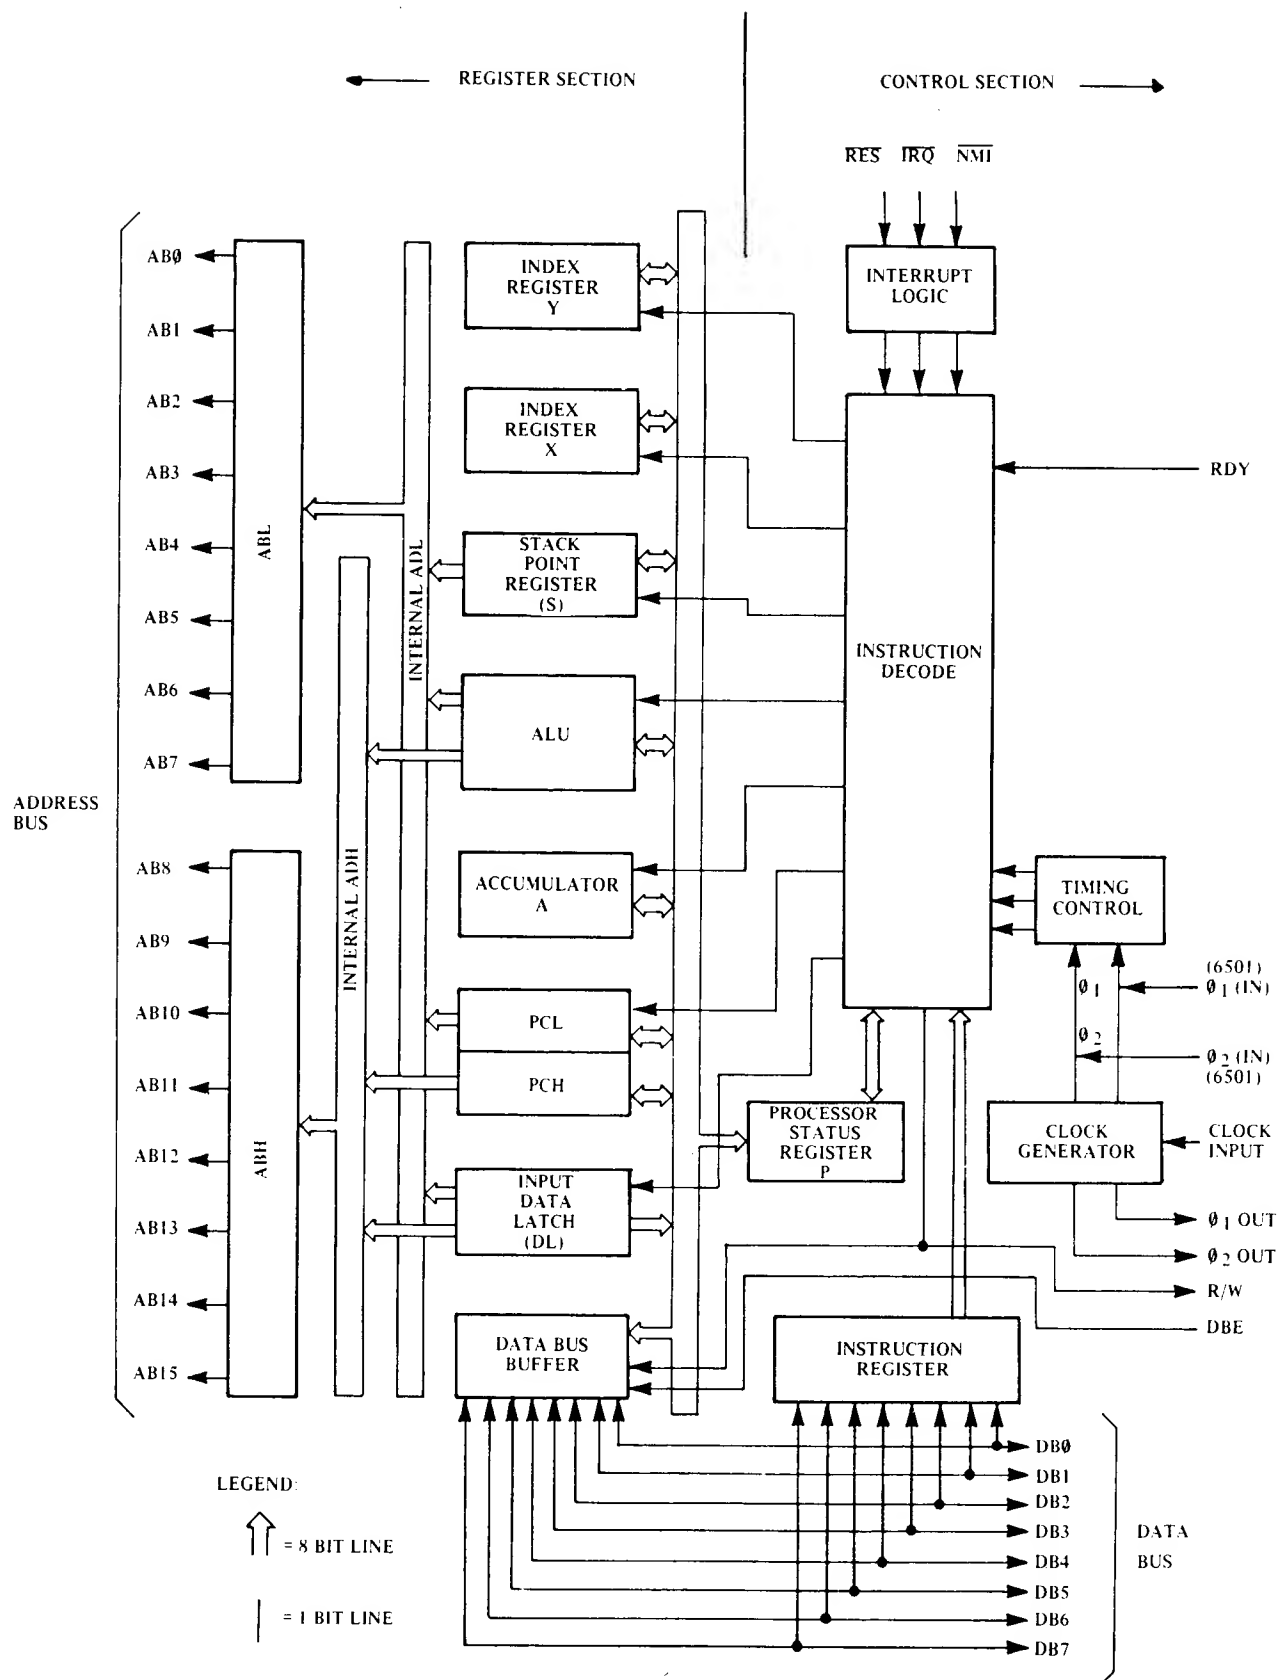 REGISTER SECTION
CONTROL SECTION
RES IRQ NMI
INTERRUPT
LOGIC
AB0
AB1
AB2
AB3
AB4
AB5
AB6
AB7
ABL
ADDRESS
BUS
AB8
AB9
AB10
AB11
AB12
AB13
AB14
AB15
ABH
INTERNAL ADH
INTERNAL ADL
INDEX
REGISTER
Y
INDEX
REGISTER
X
STACK
POINT
REGISTER
(S)
ALU
ACCUMULATOR
A
PCL
PCH
INPUT
DATA
LATCH
(DL)
DATA BUS
BUFFER
INSTRUCTION
DECODE
RDY
TIMING
CONTROL
(6501)
Ø1 (IN)
Ø1
Ø2
Ø2 (IN)
(6501)
PROCESSOR
STATUS
REGISTER
P
CLOCK
GENERATOR
CLOCK
INPUT
Ø1 OUT
Ø2 OUT
R/W
DBE
INSTRUCTION
REGISTER
DB0
DB1
DB2
DB3
DB4
DB5
DB6
DB7
DATA
BUS
LEGEND:
= 8 BIT LINE
= 1 BIT LINE